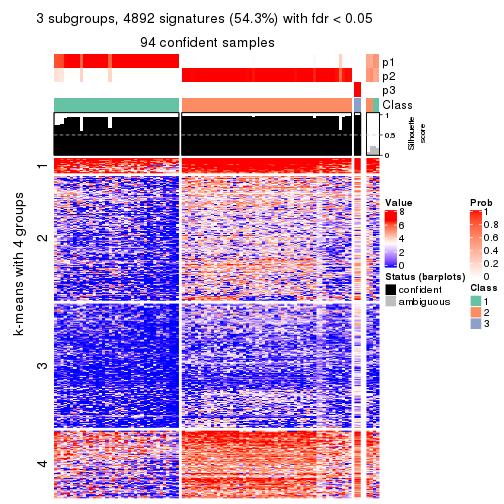 3 subgroups, 4892 signatures (54.3%) with fdr < 0.05
94 confident samples
p1
p2
p3
Class
1
0.5
0
Silhouette
score
k-means with 4 groups
1
2
3
4
Value
8
6
4
2
0
Status (barplots)
confident
ambiguous
Prob
1
0.8
0.6
0.4
0.2
0
Class
1
2
3